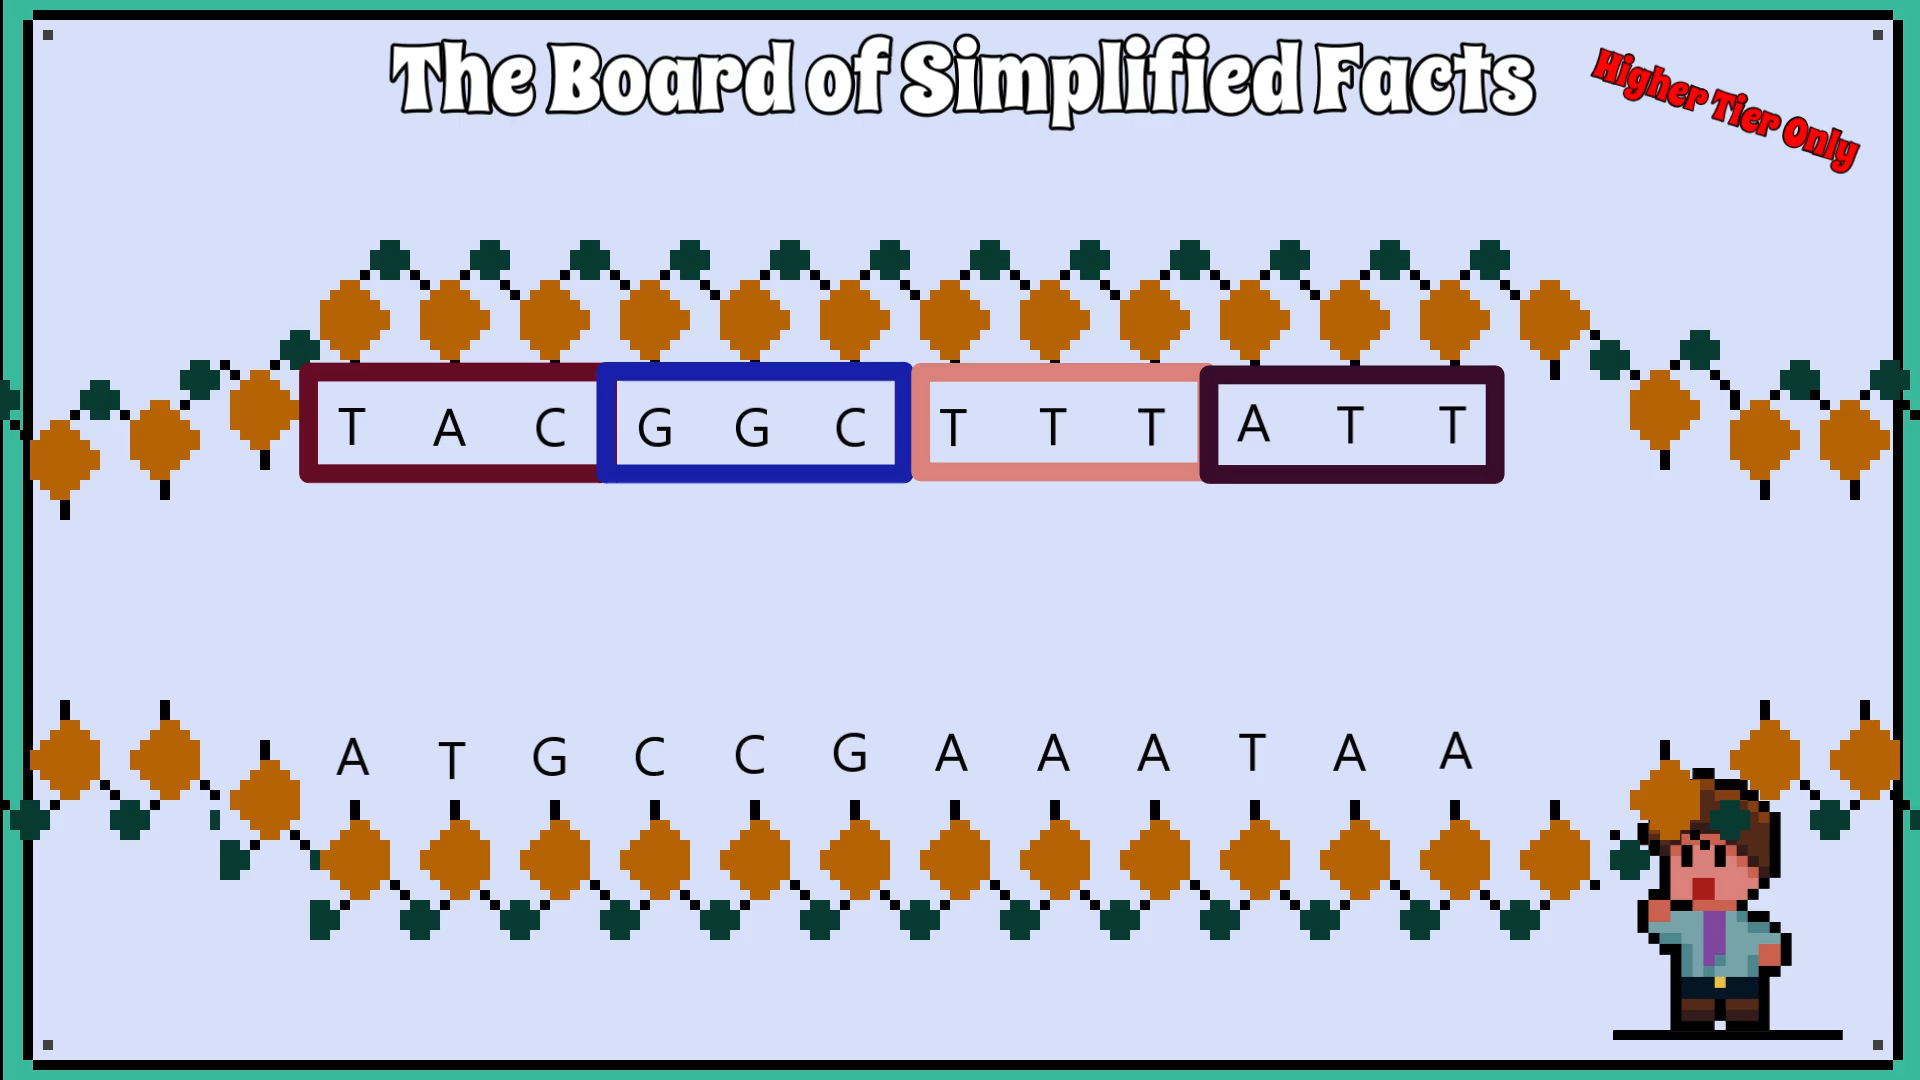 The Board of Simplified Facts
Higher Tier Only
T A C G G C T T T A T T
A T G C C G A A A T A A